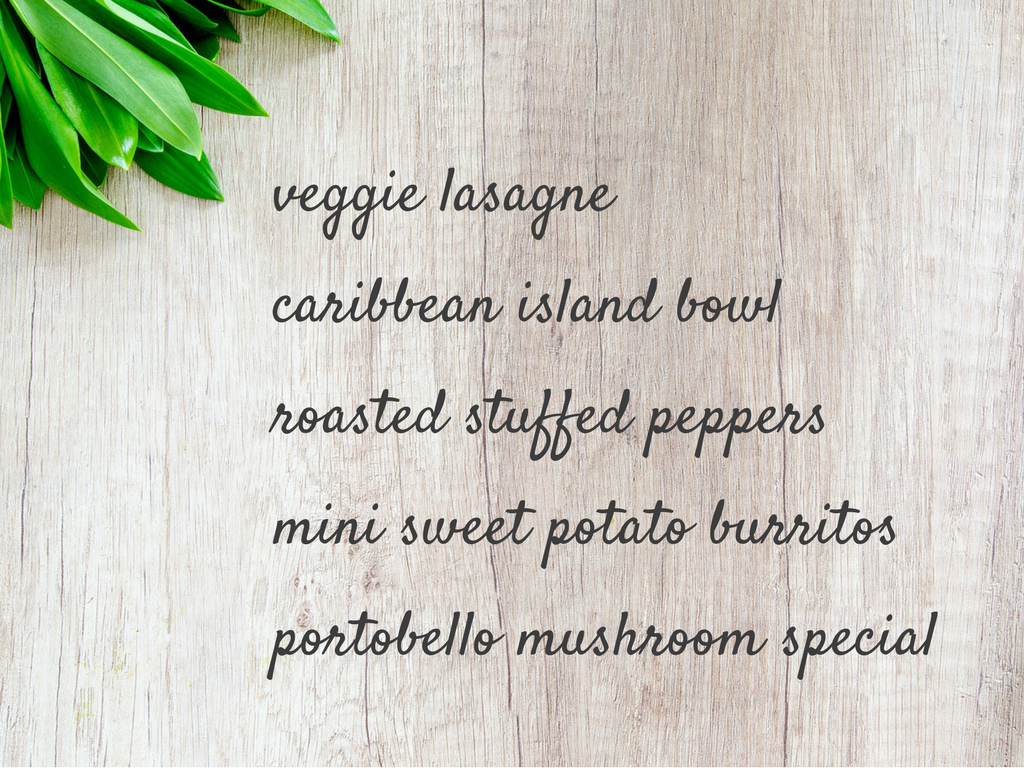 veggie lasagne
caribbean island bowl
roasted stuffed peppers
mini sweet potato burritos
portobello mushroom special